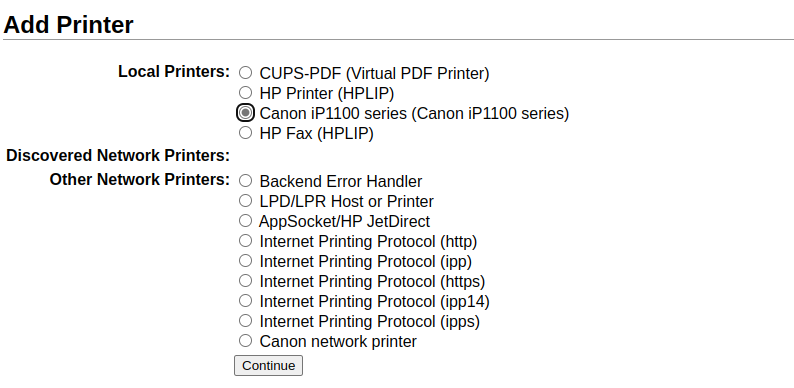 Add Printer
Local Printers: CUPS-PDF (Virtual PDF Printer)
HP Printer (HPLIP)
Canon iP1100 series (Canon iP1100 series)
HP Fax (HPLIP)
Discovered Network Printers:
Other Network Printers: Backend Error Handler
LPD/LPR Host or Printer
AppSocket/HP JetDirect
Internet Printing Protocol (http)
Internet Printing Protocol (ipp)
Internet Printing Protocol (https)
Internet Printing Protocol (ipp14)
Internet Printing Protocol (ipps)
Canon network printer
Continue